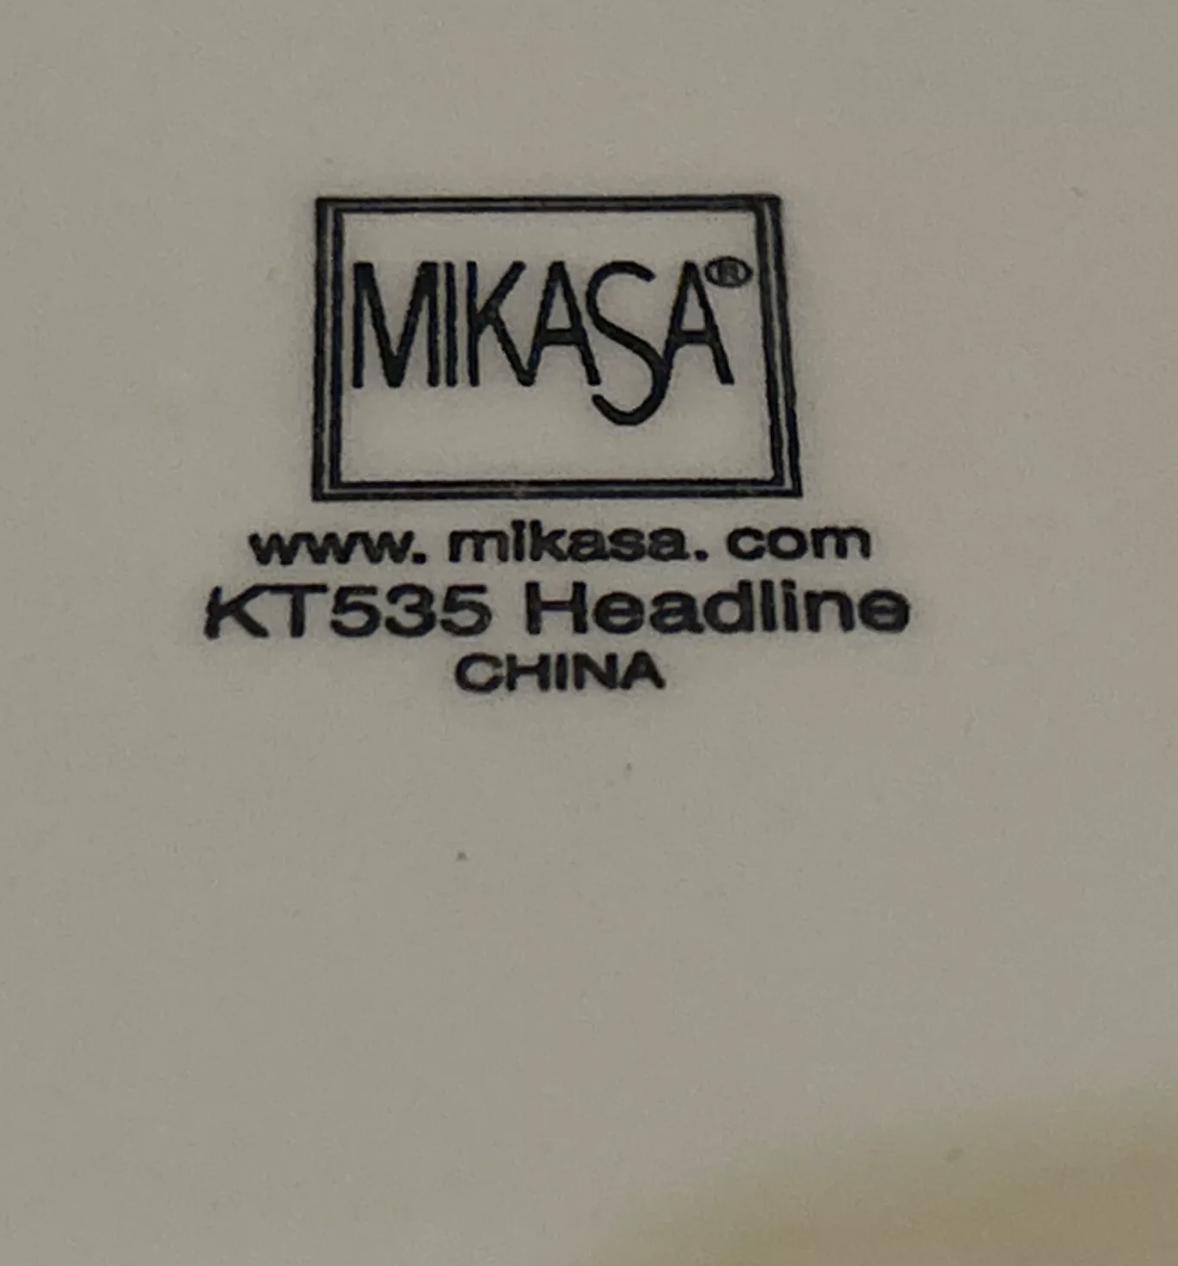 MIKASA®
www. mikasa. com
KT535 Headline
CHINA